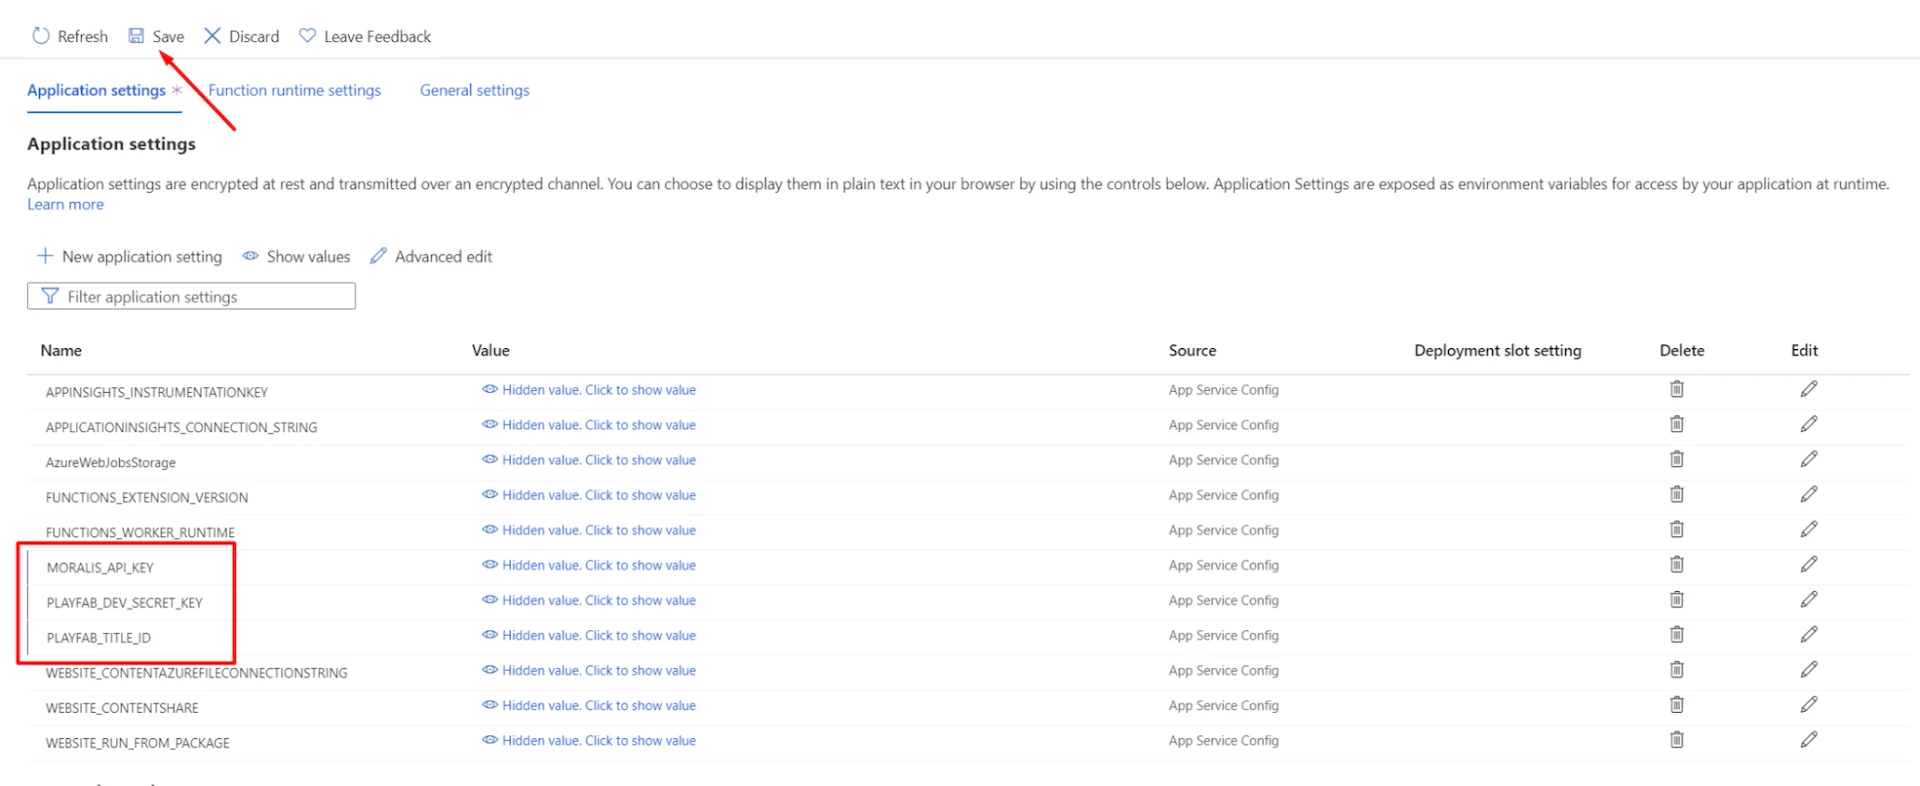 Refresh Save Discard Leave Feedback
Application settings * Function runtime settings General settings
Application settings
Application settings are encrypted at rest and transmitted over an encrypted channel. You can choose to display them in plain text in your browser by using the controls below. Application Settings are exposed as environment variables for access by your application at runtime.
Learn more
New application setting Show values Advanced edit
Filter application settings
Name Value Source Deployment slot setting Delete Edit
APPINSIGHTS_INSTRUMENTATIONKEY Hidden value. Click to show value App Service Config
APPLICATIONINSIGHTS_CONNECTION_STRING Hidden value. Click to show value App Service Config
AzureWebJobsStorage Hidden value. Click to show value App Service Config
FUNCTIONS_EXTENSION_VERSION Hidden value. Click to show value App Service Config
FUNCTIONS_WORKER_RUNTIME Hidden value. Click to show value App Service Config
MORALIS_API_KEY Hidden value. Click to show value App Service Config
PLAYFAB_DEV_SECRET_KEY Hidden value. Click to show value App Service Config
PLAYFAB_TITLE_ID Hidden value. Click to show value App Service Config
WEBSITE_CONTENTAZUREFILECONNECTIONSTRING Hidden value. Click to show value App Service Config
WEBSITE_CONTENTSHARE Hidden value. Click to show value App Service Config
WEBSITE_RUN_FROM_PACKAGE Hidden value. Click to show value App Service Config